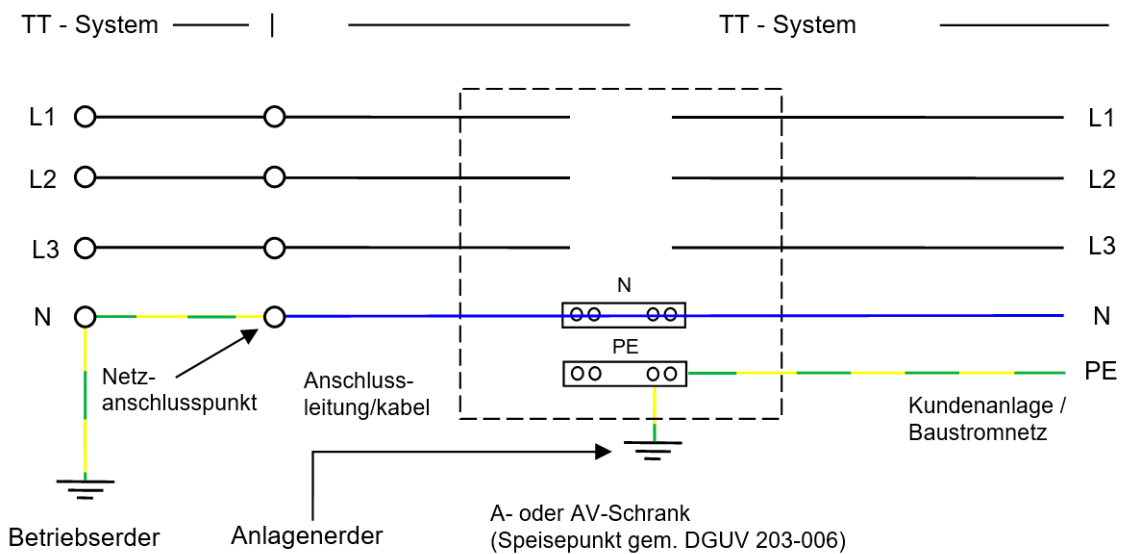 TT - System
TT - System
L1
L1
L2
L2
L3
L3
N
N
N
PE
PE
Netz-
anschlusspunkt
Anschluss-
leitung/kabel
Kundenanlage /
Baustromnetz
Betriebserder
Anlagenerder
A- oder AV-Schrank
(Speisepunkt gem. DGUV 203-006)